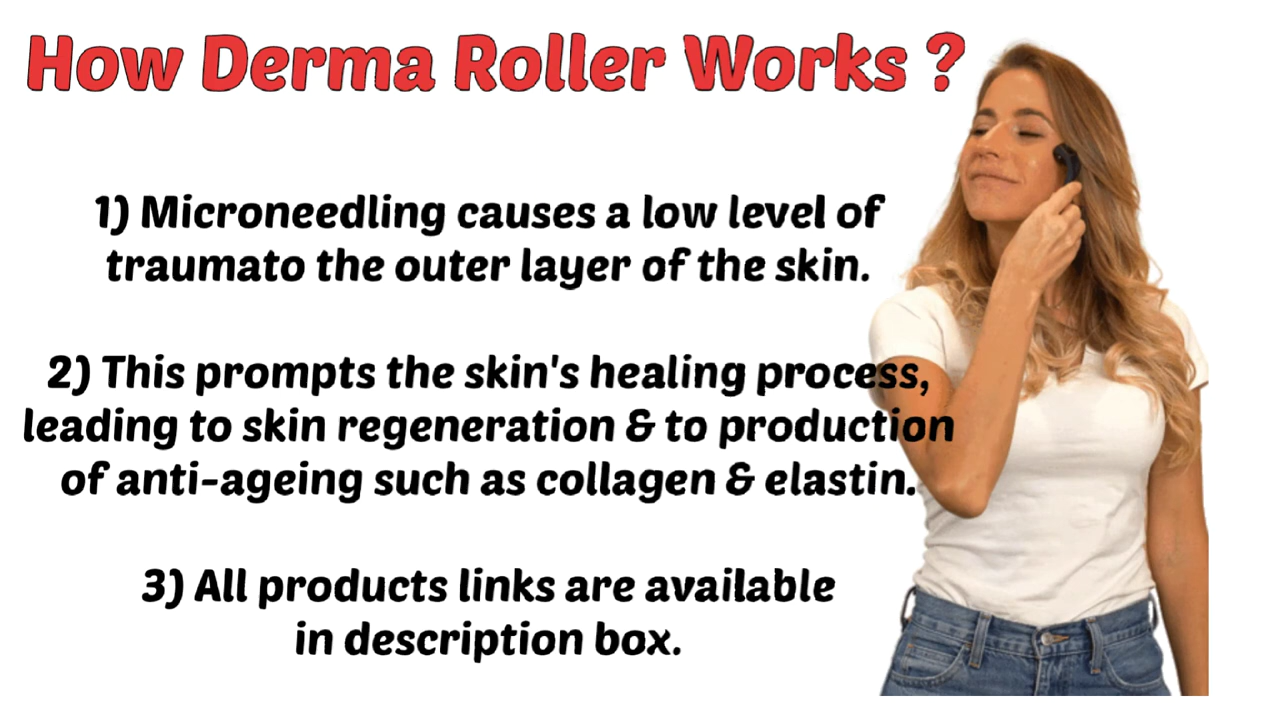 How Derma Roller Works ?
1) Microneedling causes a low level of
traumato the outer layer of the skin.
2) This prompts the skin's healing process,
leading to skin regeneration & to production
of anti-ageing such as collagen & elastin.
3) All products links are available
in description box.